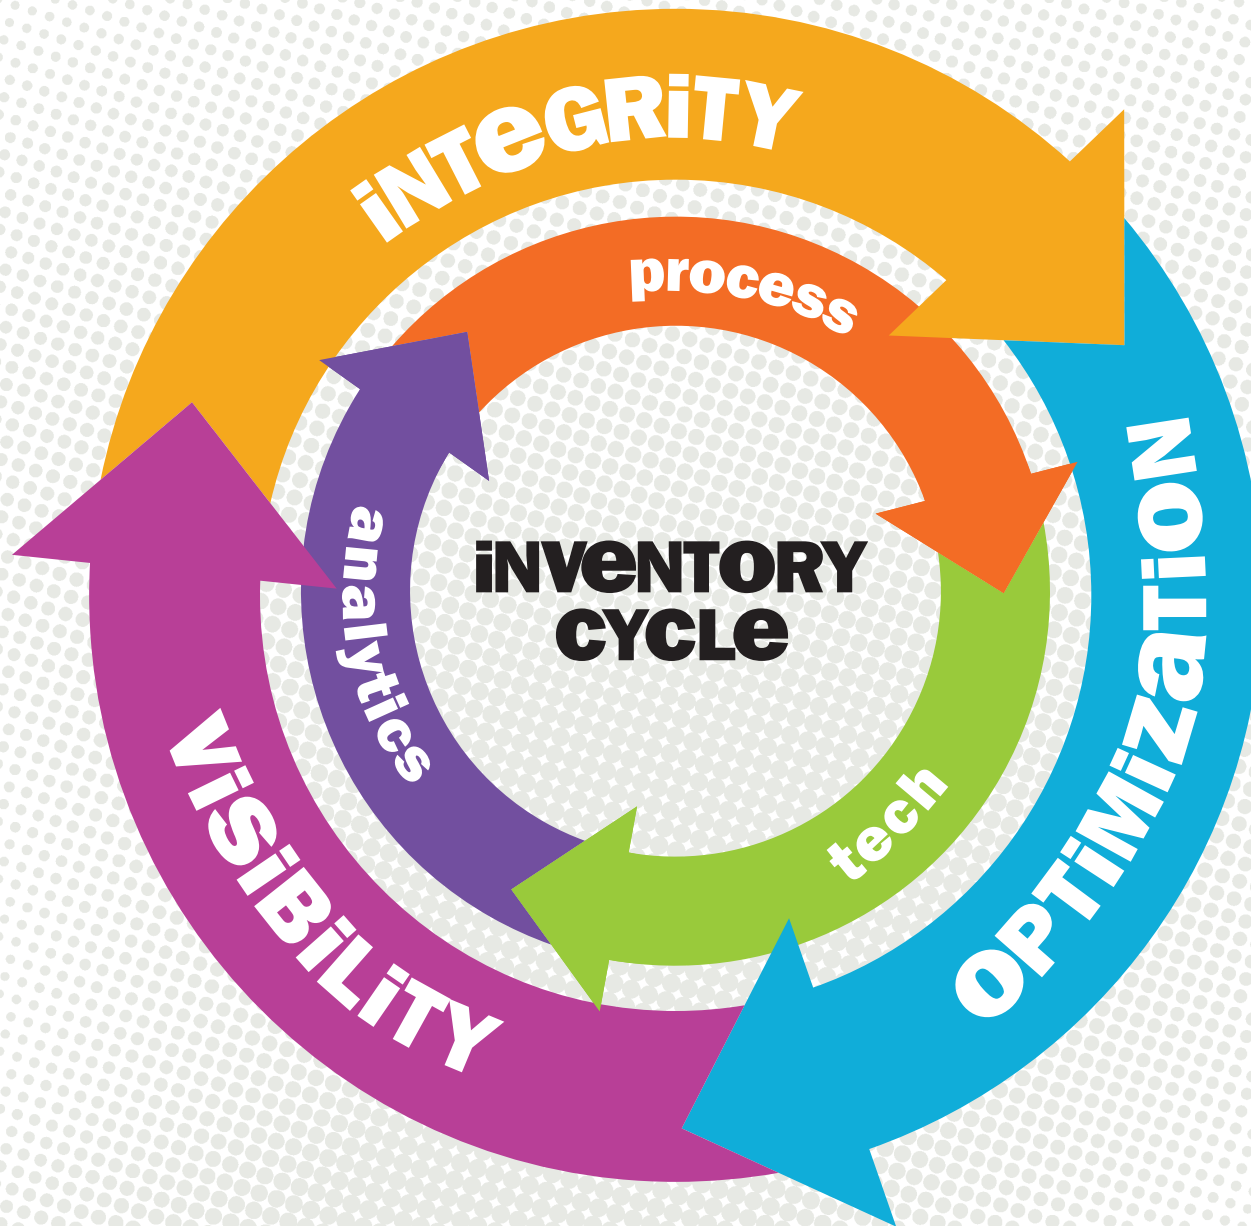 iNTeGRiTY
process
OPTiMiZaTiON
analytics
iNVeNTORY
CYCLe
tech
ViSiBiLiTY